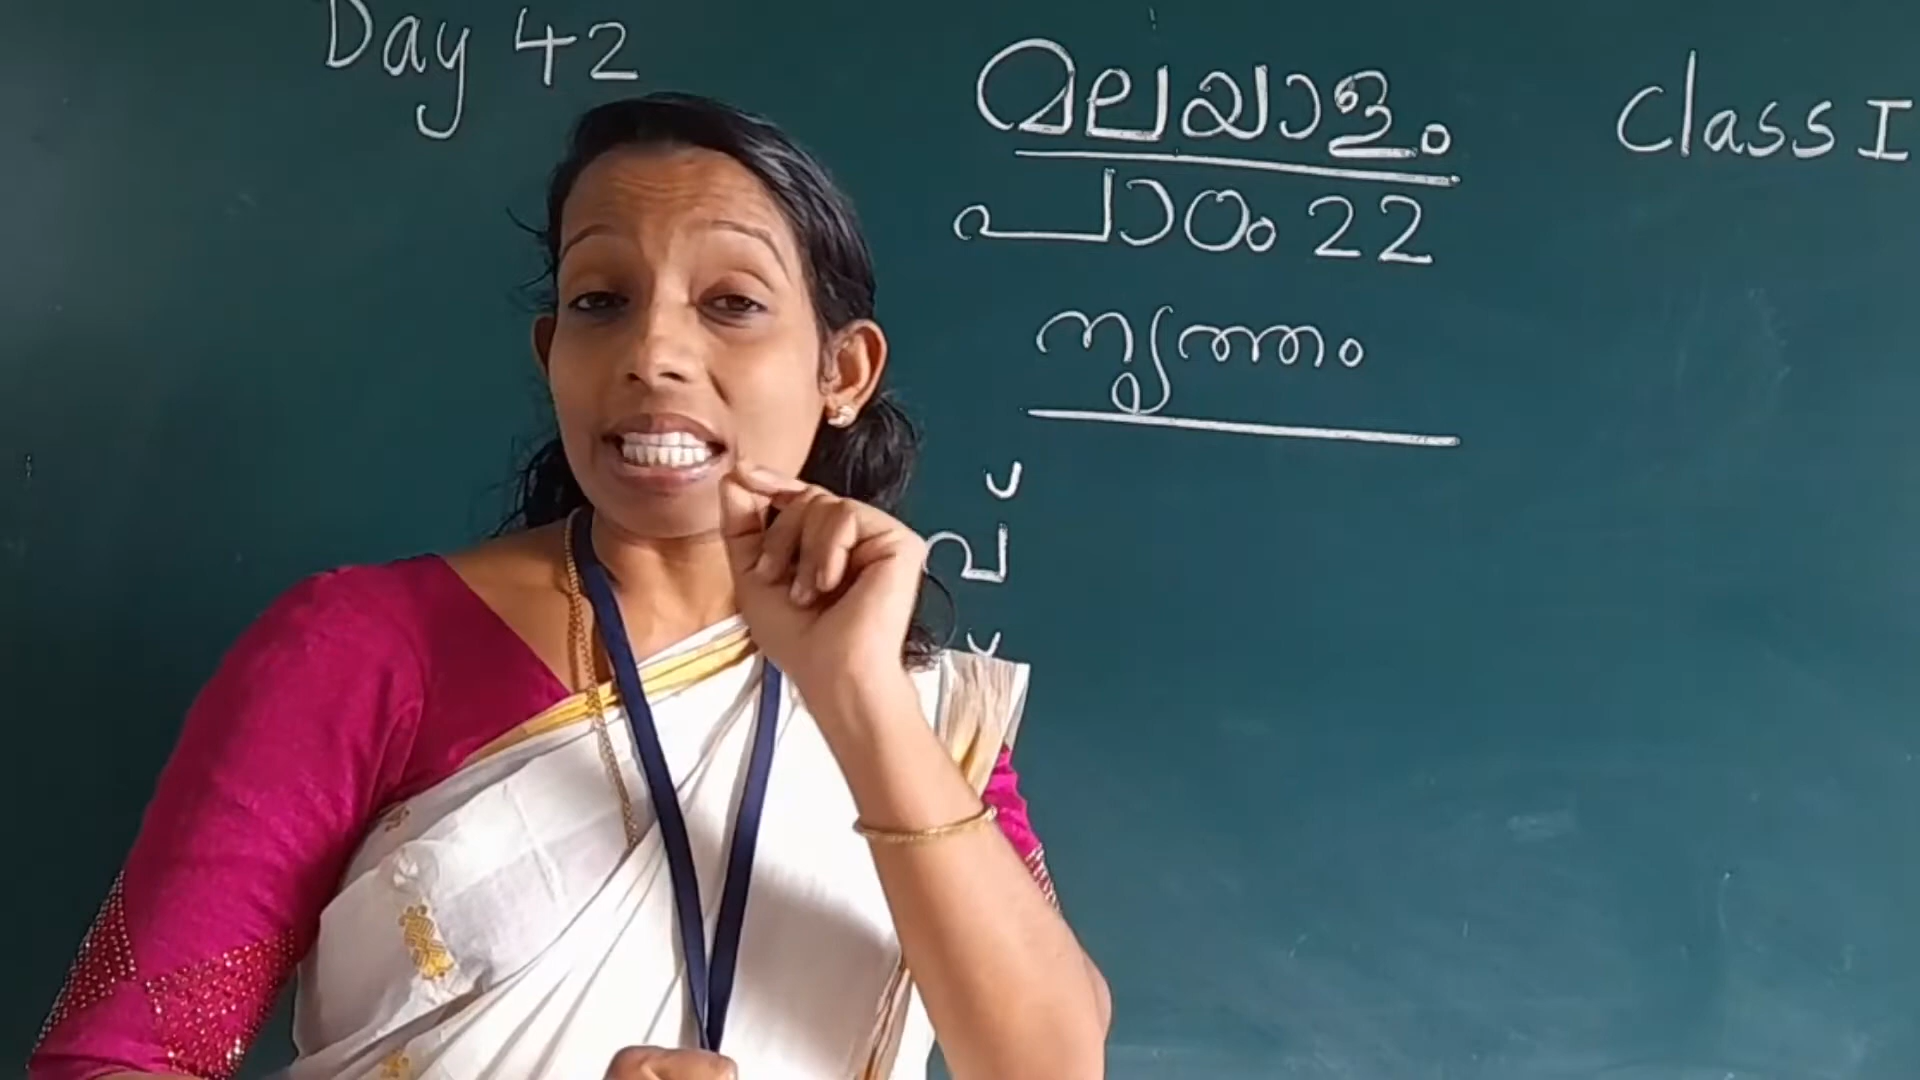 Day 42
മലയാളം
Class I
പാഠം 22
നൃത്തം
വ്